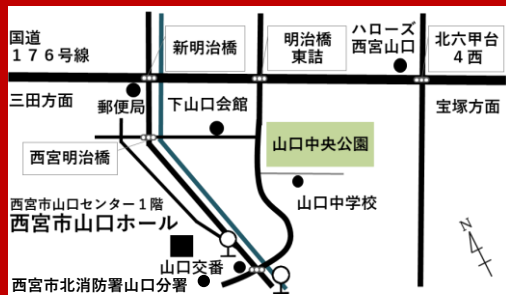 国道
176号線
新明治橋
明治橋
東詰
ハローズ
西宮山口
北六甲台
4西
三田方面
郵便局
下山口会館
宝塚方面
西宮明治橋
山口中央公園
山口中学校
西宮市山口センター1階
西宮市山口ホール
山口交番
西宮市北消防署山口分署
N